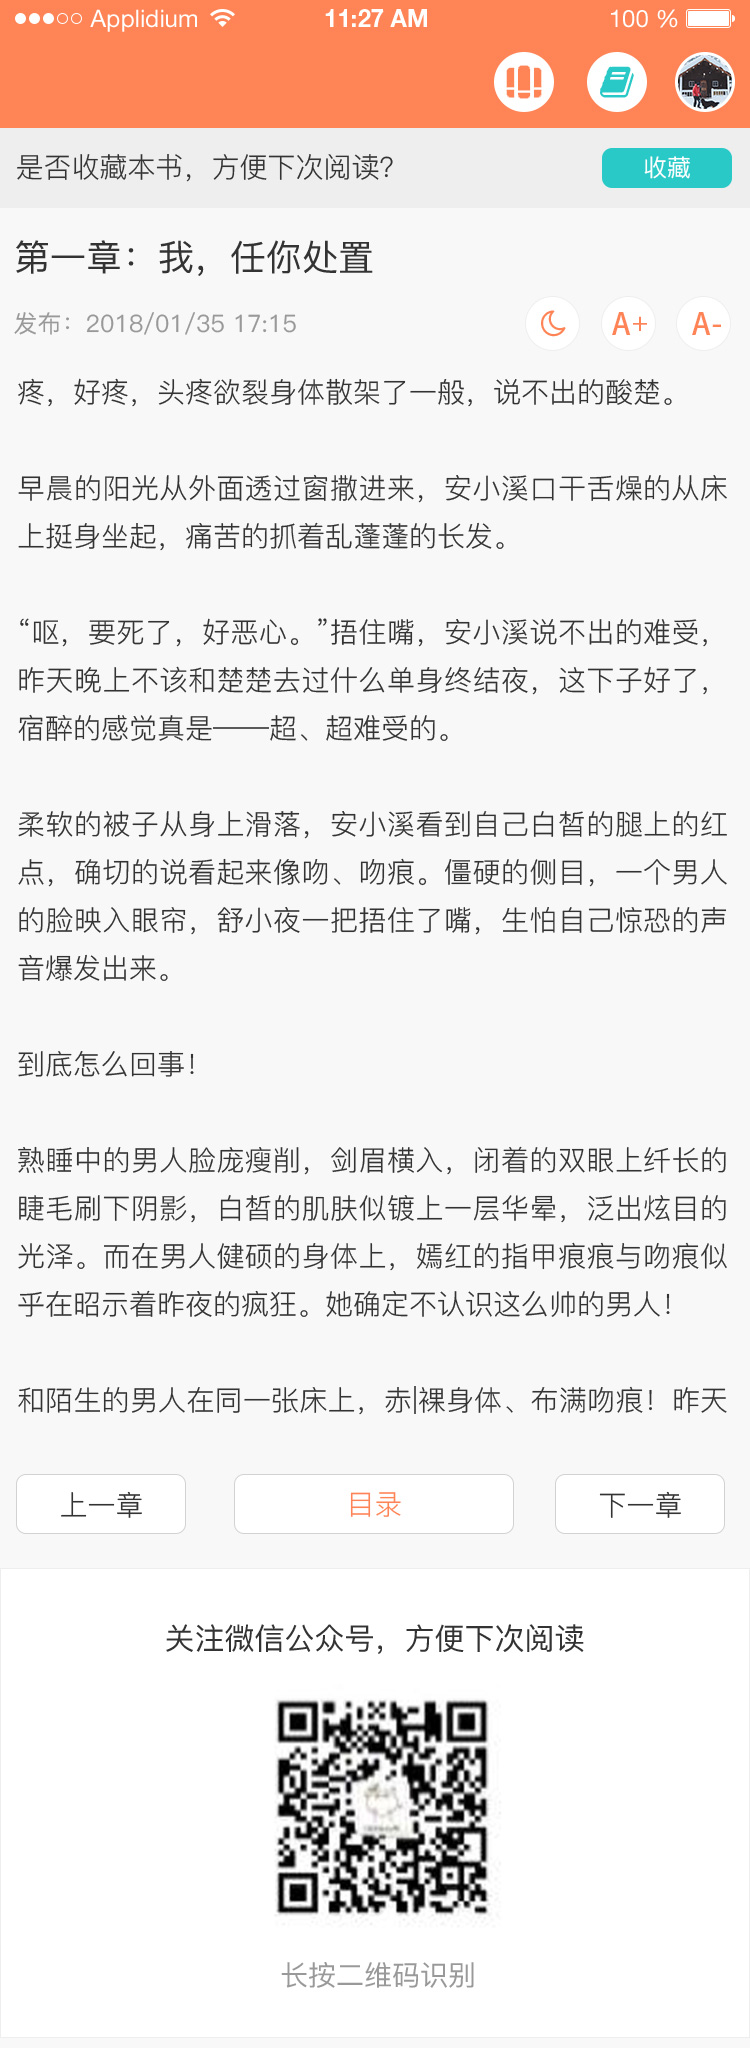 Applidium 11:27 AM 100 %
是否收藏本书，方便下次阅读？ 收藏
第一章：我，任你处置
发布：2018/01/35 17:15 A+ A-
疼，好疼，头疼欲裂身体散架了一般，说不出的酸楚。
早晨的阳光从外面透过窗撒进来，安小溪口干舌燥的从床
上挺身坐起，痛苦的抓着乱蓬蓬的长发。
“呕，要死了，好恶心。”捂住嘴，安小溪说不出的难受，
昨天晚上不该和楚楚去过什么单身终结夜，这下子好了，
宿醉的感觉真是——超、超难受的。
柔软的被子从身上滑落，安小溪看到自己白皙的腿上的红
点，确切的说看起来像吻、吻痕。僵硬的侧目，一个男人
的脸映入眼帘，舒小夜一把捂住了嘴，生怕自己惊恐的声
音爆发出来。
到底怎么回事！
熟睡中的男人脸庞瘦削，剑眉横入，闭着的双眼上纤长的
睫毛刷下阴影，白皙的肌肤似镀上一层华晕，泛出炫目的
光泽。而在男人健硕的身体上，嫣红的指甲痕痕与吻痕似
乎在昭示着昨夜的疯狂。她确定不认识这么帅的男人！
和陌生的男人在同一张床上，赤|裸身体、布满吻痕！昨天
上一章 目录 下一章
关注微信公众号，方便下次阅读
长按二维码识别